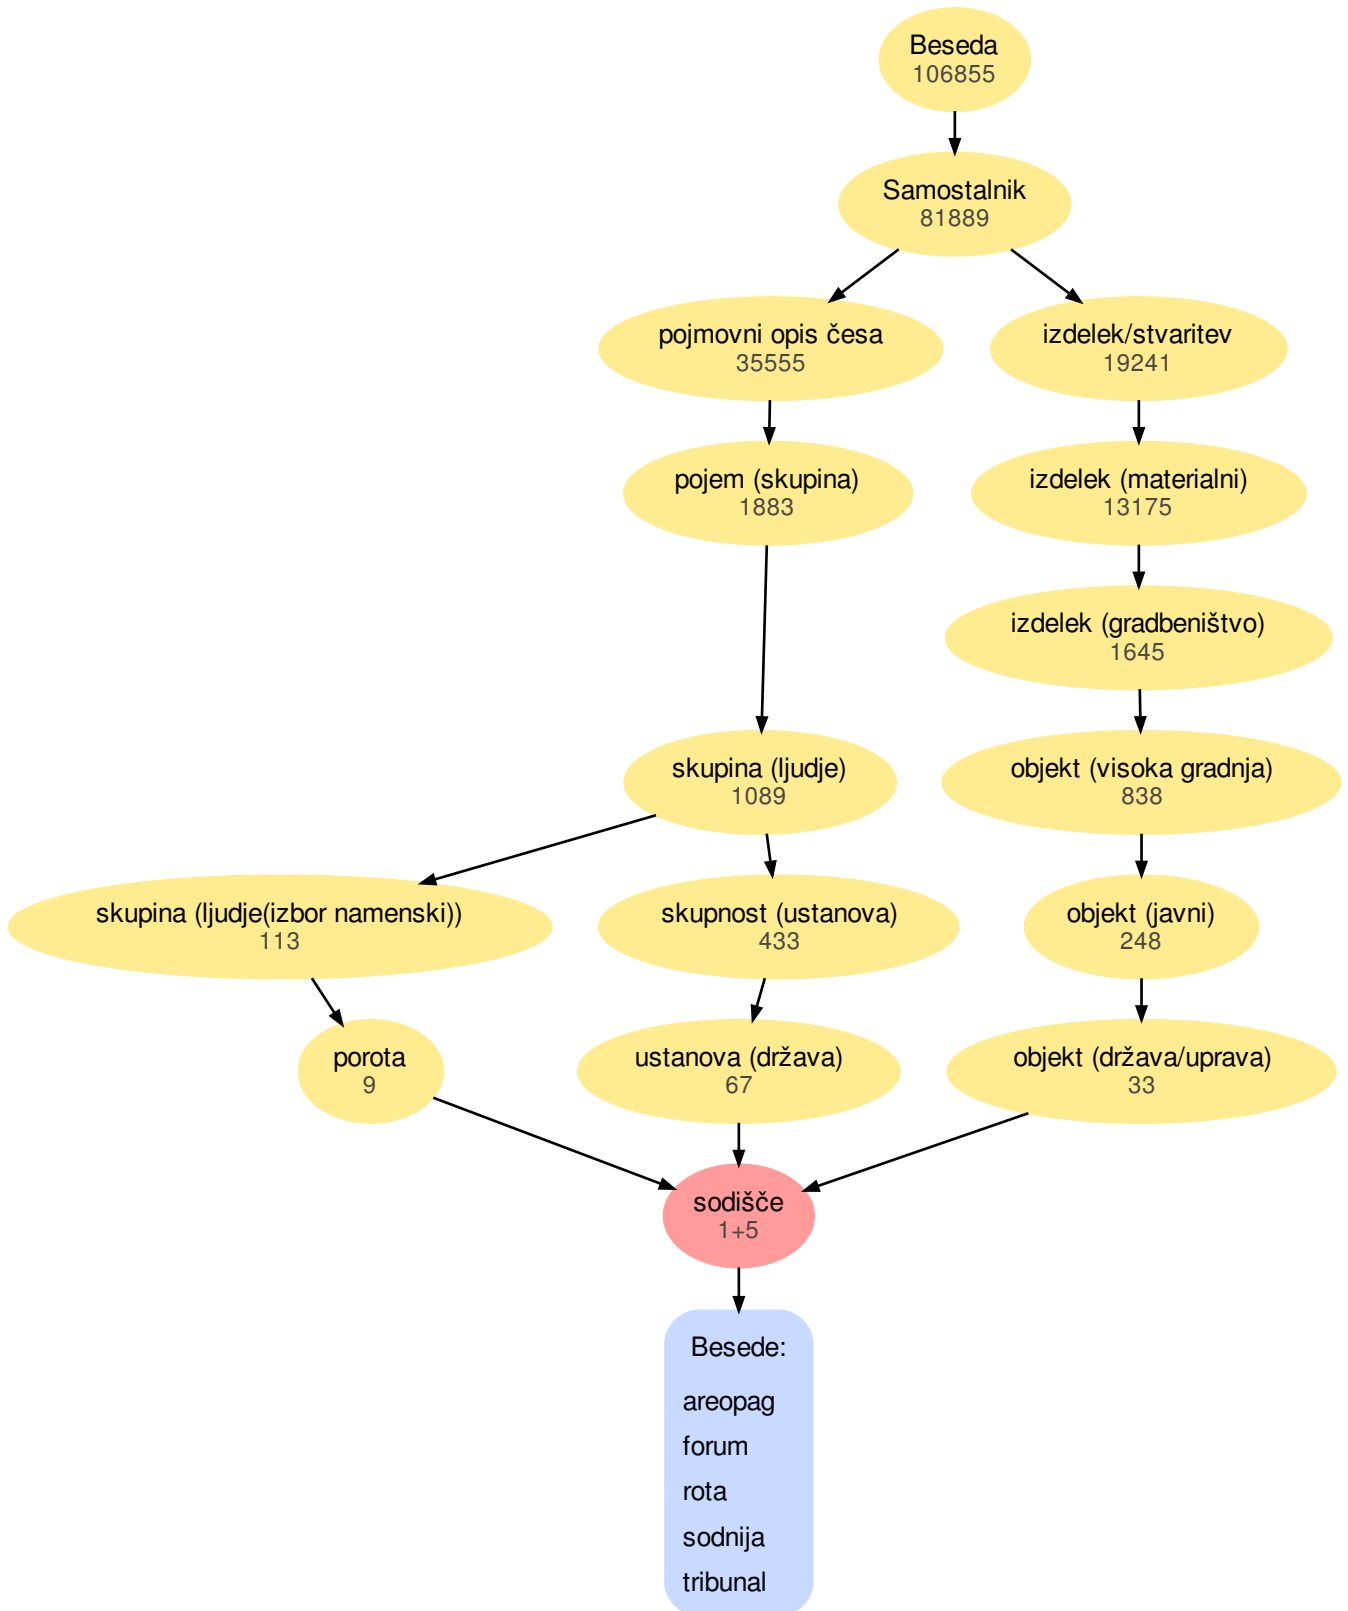 Beseda
106855
Samostalnik
81889
pojmovni opis česa
35555
izdelek/stvaritev
19241
pojem (skupina)
1883
izdelek (materialni)
13175
izdelek (gradbeništvo)
1645
skupina (ljudje)
1089
objekt (visoka gradnja)
838
skupina (ljudje(izbor namenski))
113
skupnost (ustanova)
433
objekt (javni)
248
porota
9
ustanova (država)
67
objekt (država/uprava)
33
sodišče
1+5
Besede:
areopag
forum
rota
sodnija
tribunal